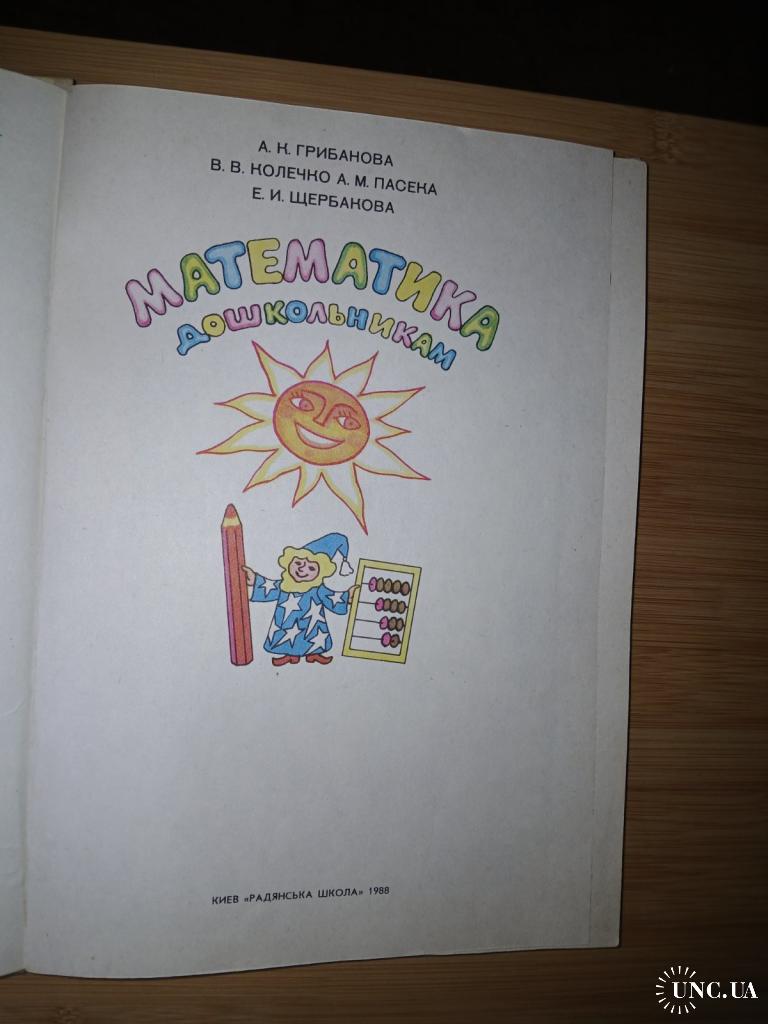 А. К. ГРИБАНОВА
В. В. КОЛЕЧКО А. М. ПАСЕКА
Е. И. ЩЕРБАКОВА
МАТЕМАТИКА
ДОШКОЛЬНИКАМ
КИЕВ «РАДЯНСЬКА ШКОЛА» 1988
UNC.UA